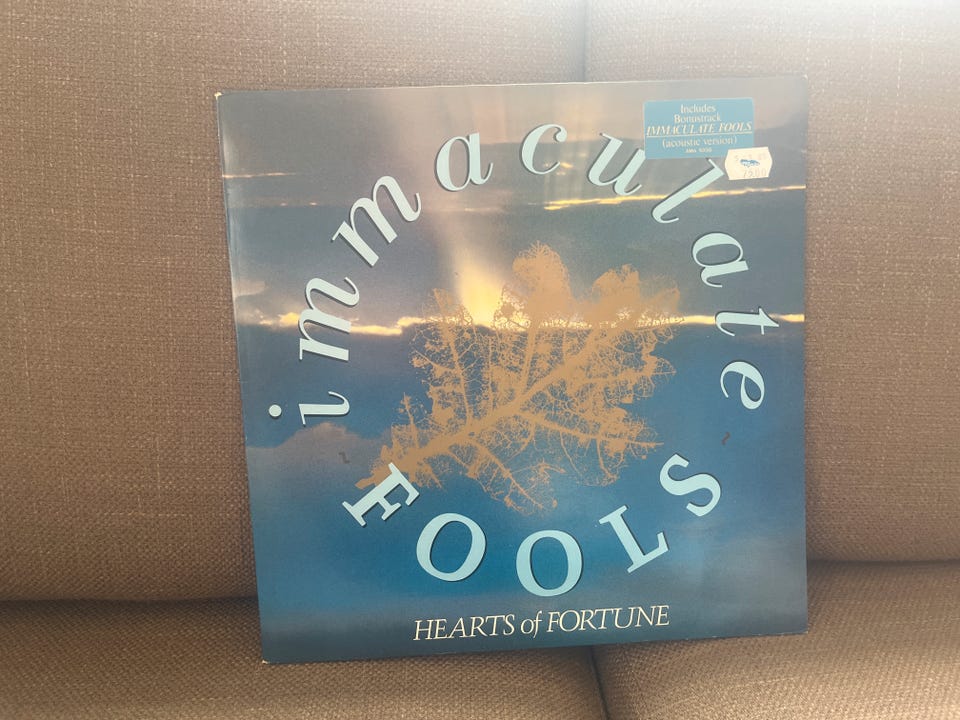 immaculate
FOOLS
HEARTS of FORTUNE
Includes
Bonustrack
IMMACULATE FOOLS
(acoustic version)